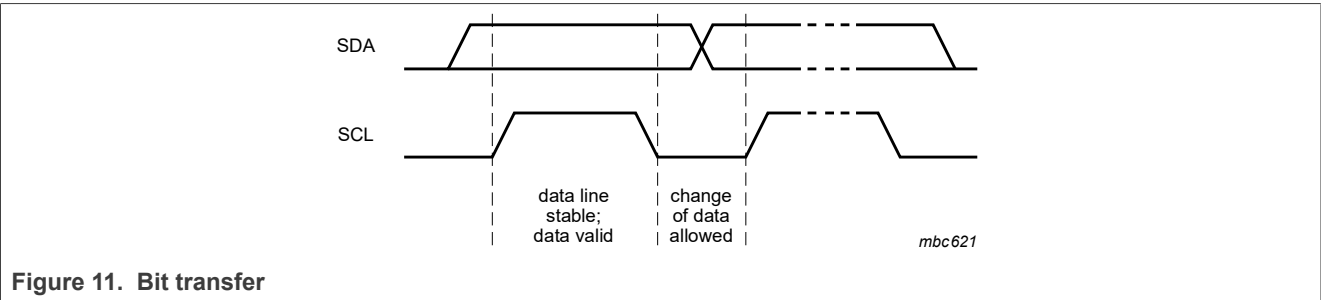 SDA
SCL
data line
stable;
data valid
change
of data
allowed
mbc621
Figure 11. Bit transfer